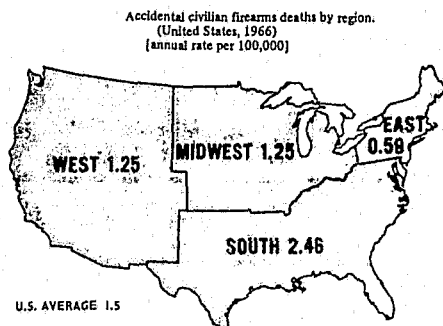 Accidental civilian firearms deaths by region.
(United States, 1966)
[annual rate per 100,000]
WEST 1.25
MIDWEST 1.25
EAST
0.59
SOUTH 2.46
U.S. AVERAGE 1.5